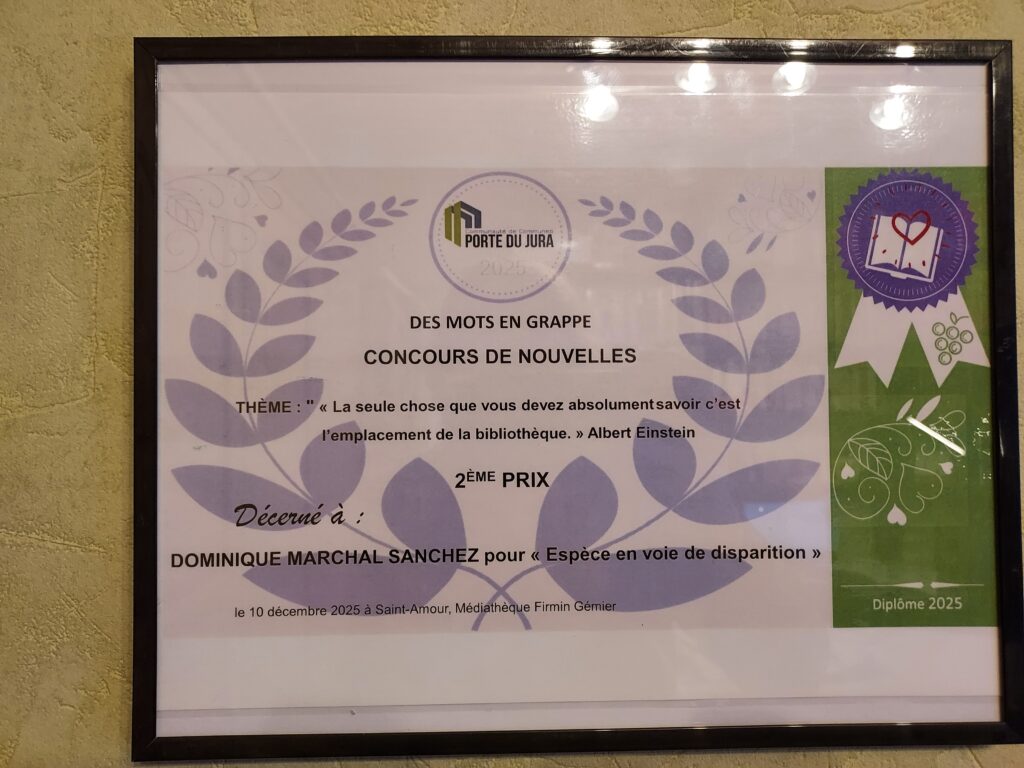 Communauté de Communes
PORTE DU JURA
2025
DES MOTS EN GRAPPE
CONCOURS DE NOUVELLES
THÈME : " « La seule chose que vous devez absolument savoir c'est
l'emplacement de la bibliothèque. » Albert Einstein
2ÈME PRIX
Décerné à :
DOMINIQUE MARCHAL SANCHEZ pour « Espèce en voie de disparition »
le 10 décembre 2025 à Saint-Amour, Médiathèque Firmin Gémier
Diplôme 2025